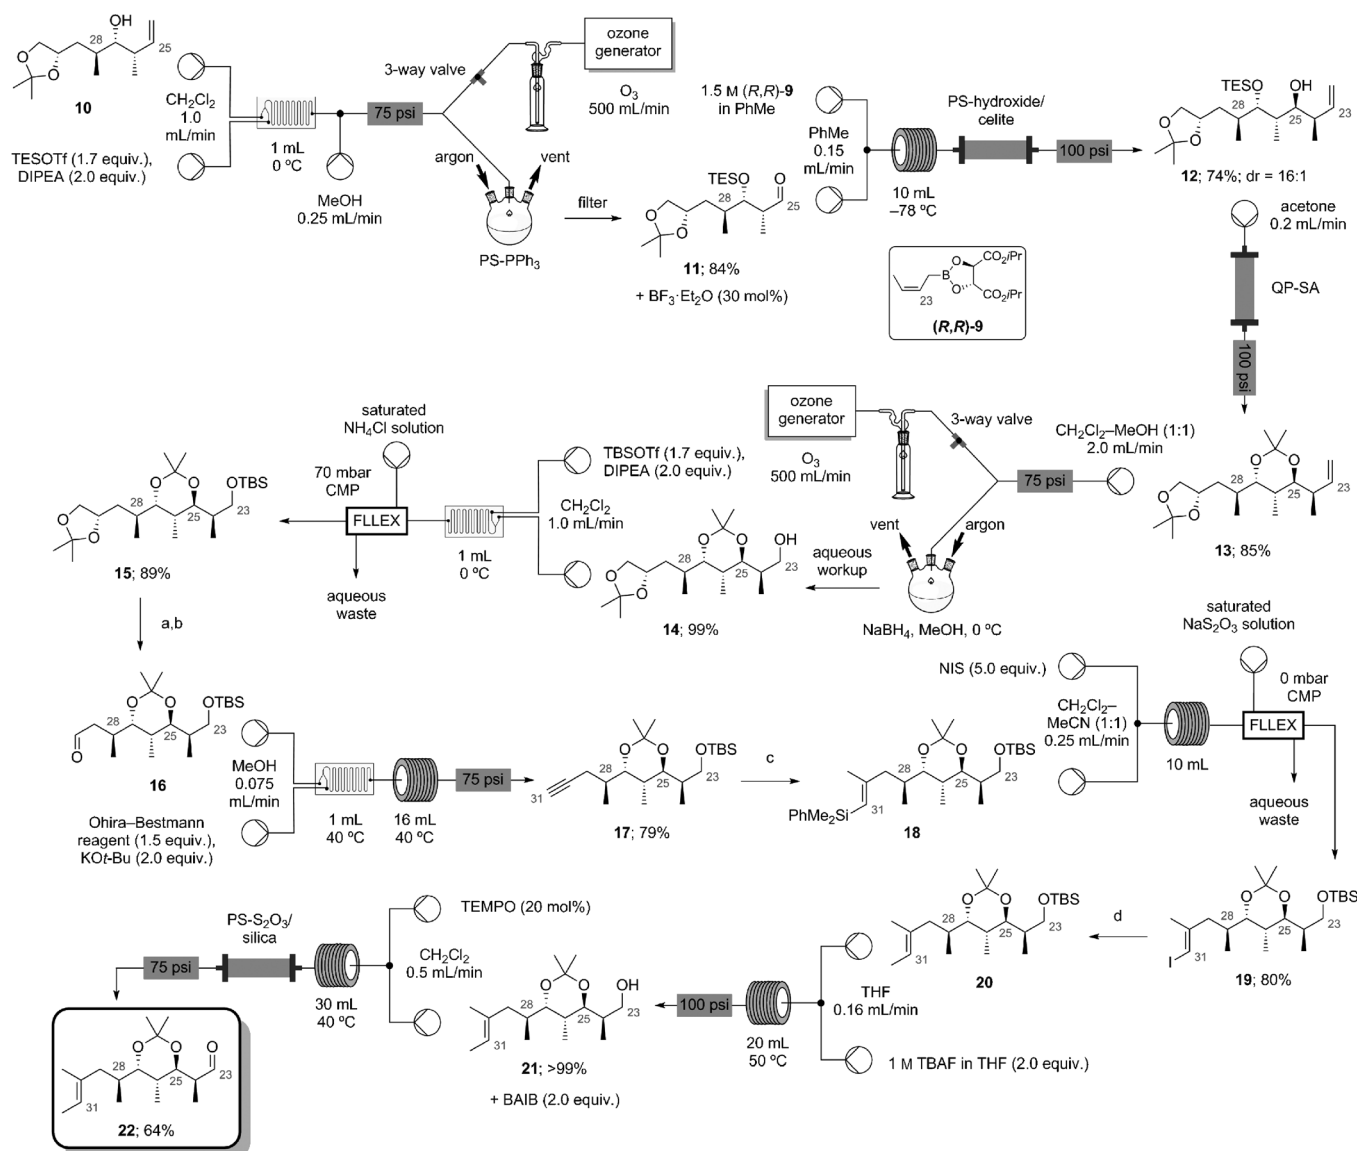 OH
28
25
O
O
10
TESOTf (1.7 equiv.),
DIPEA (2.0 equiv.)
CH2Cl2
1.0
mL/min
1 mL
0 ºC
MeOH
0.25 mL/min
75 psi
3-way valve
ozone
generator
O3
500 mL/min
argon
vent
PS-PPh3
filter
TES
O
O
28
25
O
O
11; 84%
+ BF3·Et2O (30 mol%)
1.5 M (R,R)-9
in PhMe
PhMe
0.15
mL/min
10 mL
–78 ºC
PS-hydroxide/
celite
100 psi
O
CO2iPr
B
O
CO2iPr
23
(R,R)-9
TES
O
OH
28
25
23
O
O
12; 74%; dr = 16:1
acetone
0.2 mL/min
QP-SA
100 psi
O
O
28
25
23
O
O
13; 85%
CH2Cl2–MeOH (1:1)
2.0 mL/min
75 psi
3-way valve
ozone
generator
O3
500 mL/min
vent
argon
NaBH4, MeOH, 0 ºC
aqueous
workup
O
O
OH
28
25
23
O
O
14; 99%
TBSOTf (1.7 equiv.),
DIPEA (2.0 equiv.)
CH2Cl2
1.0 mL/min
1 mL
0 ºC
saturated
NH4Cl solution
70 mbar
CMP
FLLEX
aqueous
waste
O
O
OTBS
28
25
23
O
O
15; 89%
a,b
O
O
OTBS
28
25
23
O
16
Ohira–Bestmann
reagent (1.5 equiv.),
KOt-Bu (2.0 equiv.)
MeOH
0.075
mL/min
1 mL
40 ºC
16 mL
40 ºC
75 psi
O
O
OTBS
28
25
23
31
17; 79%
c
O
O
OTBS
28
25
23
PhMe2Si
31
18
NIS (5.0 equiv.)
CH2Cl2–
MeCN (1:1)
0.25 mL/min
10 mL
saturated
NaS2O3 solution
0 mbar
CMP
FLLEX
aqueous
waste
O
O
OTBS
28
25
23
I
31
19; 80%
d
O
O
OTBS
28
25
23
31
20
THF
0.16 mL/min
1 M TBAF in THF (2.0 equiv.)
20 mL
50 ºC
100 psi
O
O
OH
28
25
23
31
21; >99%
+ BAIB (2.0 equiv.)
TEMPO (20 mol%)
CH2Cl2
0.5 mL/min
30 mL
40 ºC
PS-S2O3/
silica
75 psi
O
O
O
28
25
23
31
22; 64%